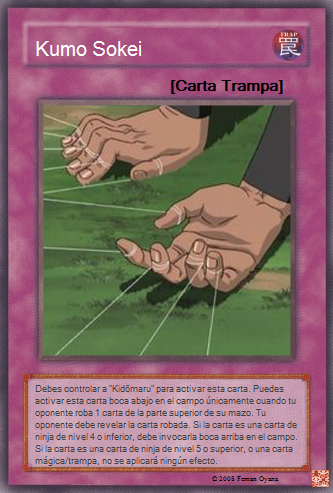 Kumo Sokei
TRAP
罠
[Carta Trampa]
Debes controlar a "Kidōmaru" para activar esta carta. Puedes
activar esta carta boca abajo en el campo únicamente cuando tu
oponente roba 1 carta de la parte superior de su mazo. Tu
oponente debe revelar la carta robada. Si la carta es una carta de
ninja de nivel 4 o inferior, debe invocarla boca arriba en el campo.
Si la carta es una carta de ninja de nivel 5 o superior, o una carta
mágica/trampa, no se aplicará ningún efecto.
© 2008 Ferran Oyana